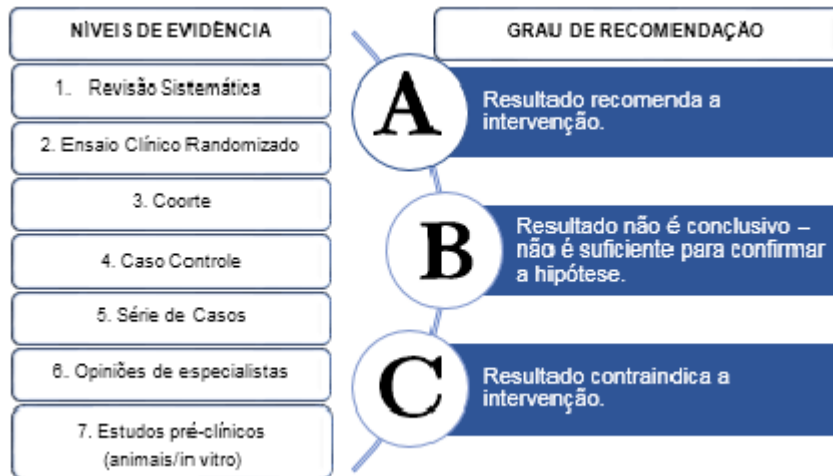 NÍVEIS DE EVIDÊNCIA
1. Revisão Sistemática
2. Ensaio Clínico Randomizado
3. Coorte
4. Caso Controle
5. Série de Casos
6. Opiniões de especialistas
7. Estudos pré-clínicos
(animais/in vitro)
GRAU DE RECOMENDAÇÃO
A
Resultado recomenda a
intervenção.
B
Resultado não é conclusivo –
não é suficiente para confirmar
a hipótese.
C
Resultado contraindica a
intervenção.